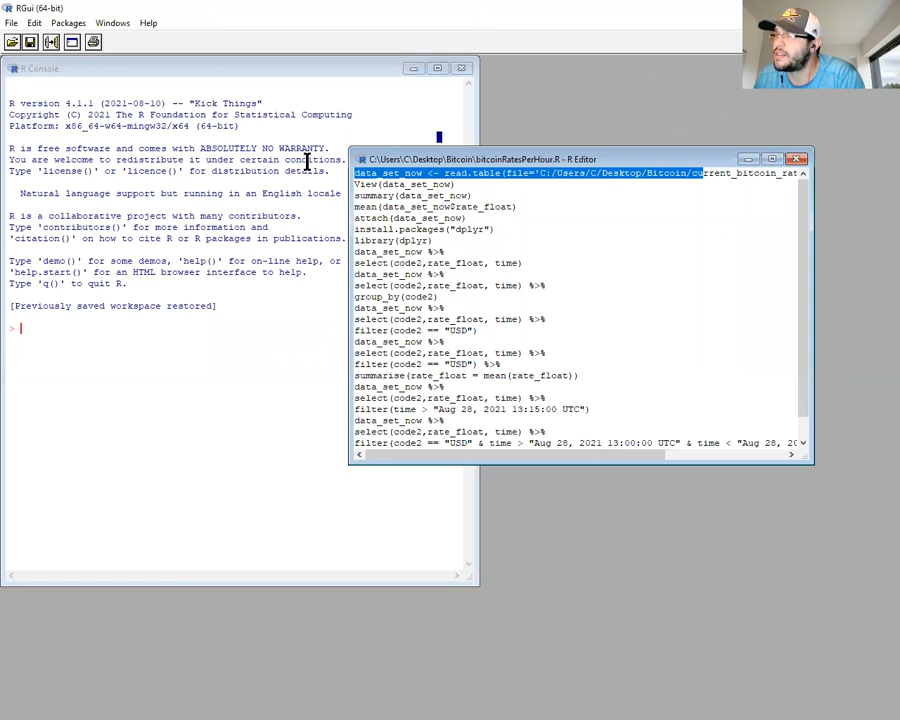 RGui (64-bit)
File Edit Packages Windows Help
R Console
R version 4.1.1 (2021-08-10) -- "Kick Things"
Copyright (C) 2021 The R Foundation for Statistical Computing
Platform: x86_64-w64-mingw32/x64 (64-bit)
R is free software and comes with ABSOLUTELY NO WARRANTY.
You are welcome to redistribute it under certain conditions.
Type 'license()' or 'licence()' for distribution details.
Natural language support but running in an English locale
R is a collaborative project with many contributors.
Type 'contributors()' for more information and
'citation()' on how to cite R or R packages in publications.
Type 'demo()' for some demos, 'help()' for on-line help, or
'help.start()' for an HTML browser interface to help.
Type 'q()' to quit R.
[Previously saved workspace restored]
>
C:\Users\C\Desktop\Bitcoin\bitcoinRatesPerHour.R - R Editor
data_set_now <- read.table(file='C:/Users/C/Desktop/Bitcoin/current_bitcoin_rat
View(data_set_now)
summary(data_set_now)
mean(data_set_now$rate_float)
attach(data_set_now)
install.packages("dplyr")
library(dplyr)
data_set_now %>%
select(code2,rate_float, time)
data_set_now %>%
select(code2,rate_float, time) %>%
group_by(code2)
data_set_now %>%
select(code2,rate_float, time) %>%
filter(code2 == "USD")
data_set_now %>%
select(code2,rate_float, time) %>%
filter(code2 == "USD") %>%
summarise(rate_float = mean(rate_float))
data_set_now %>%
select(code2,rate_float, time) %>%
filter(time > "Aug 28, 2021 13:15:00 UTC")
data_set_now %>%
select(code2,rate_float, time) %>%
filter(code2 == "USD" & time > "Aug 28, 2021 13:00:00 UTC" & time < "Aug 28, 20